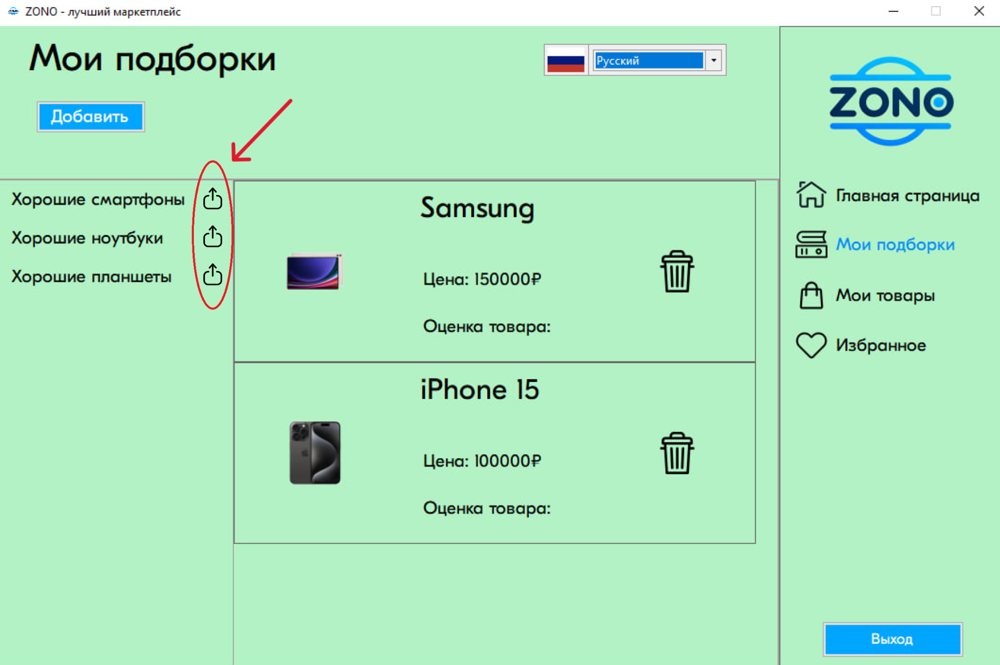 ZONO - лучший маркетплейс
Мои подборки
Русский
Добавить
Хорошие смартфоны
Хорошие ноутбуки
Хорошие планшеты
Samsung
Цена: 150000₽
Оценка товара:
iPhone 15
Цена: 100000₽
Оценка товара:
ZONO
Главная страница
Мои подборки
Мои товары
Избранное
Выход